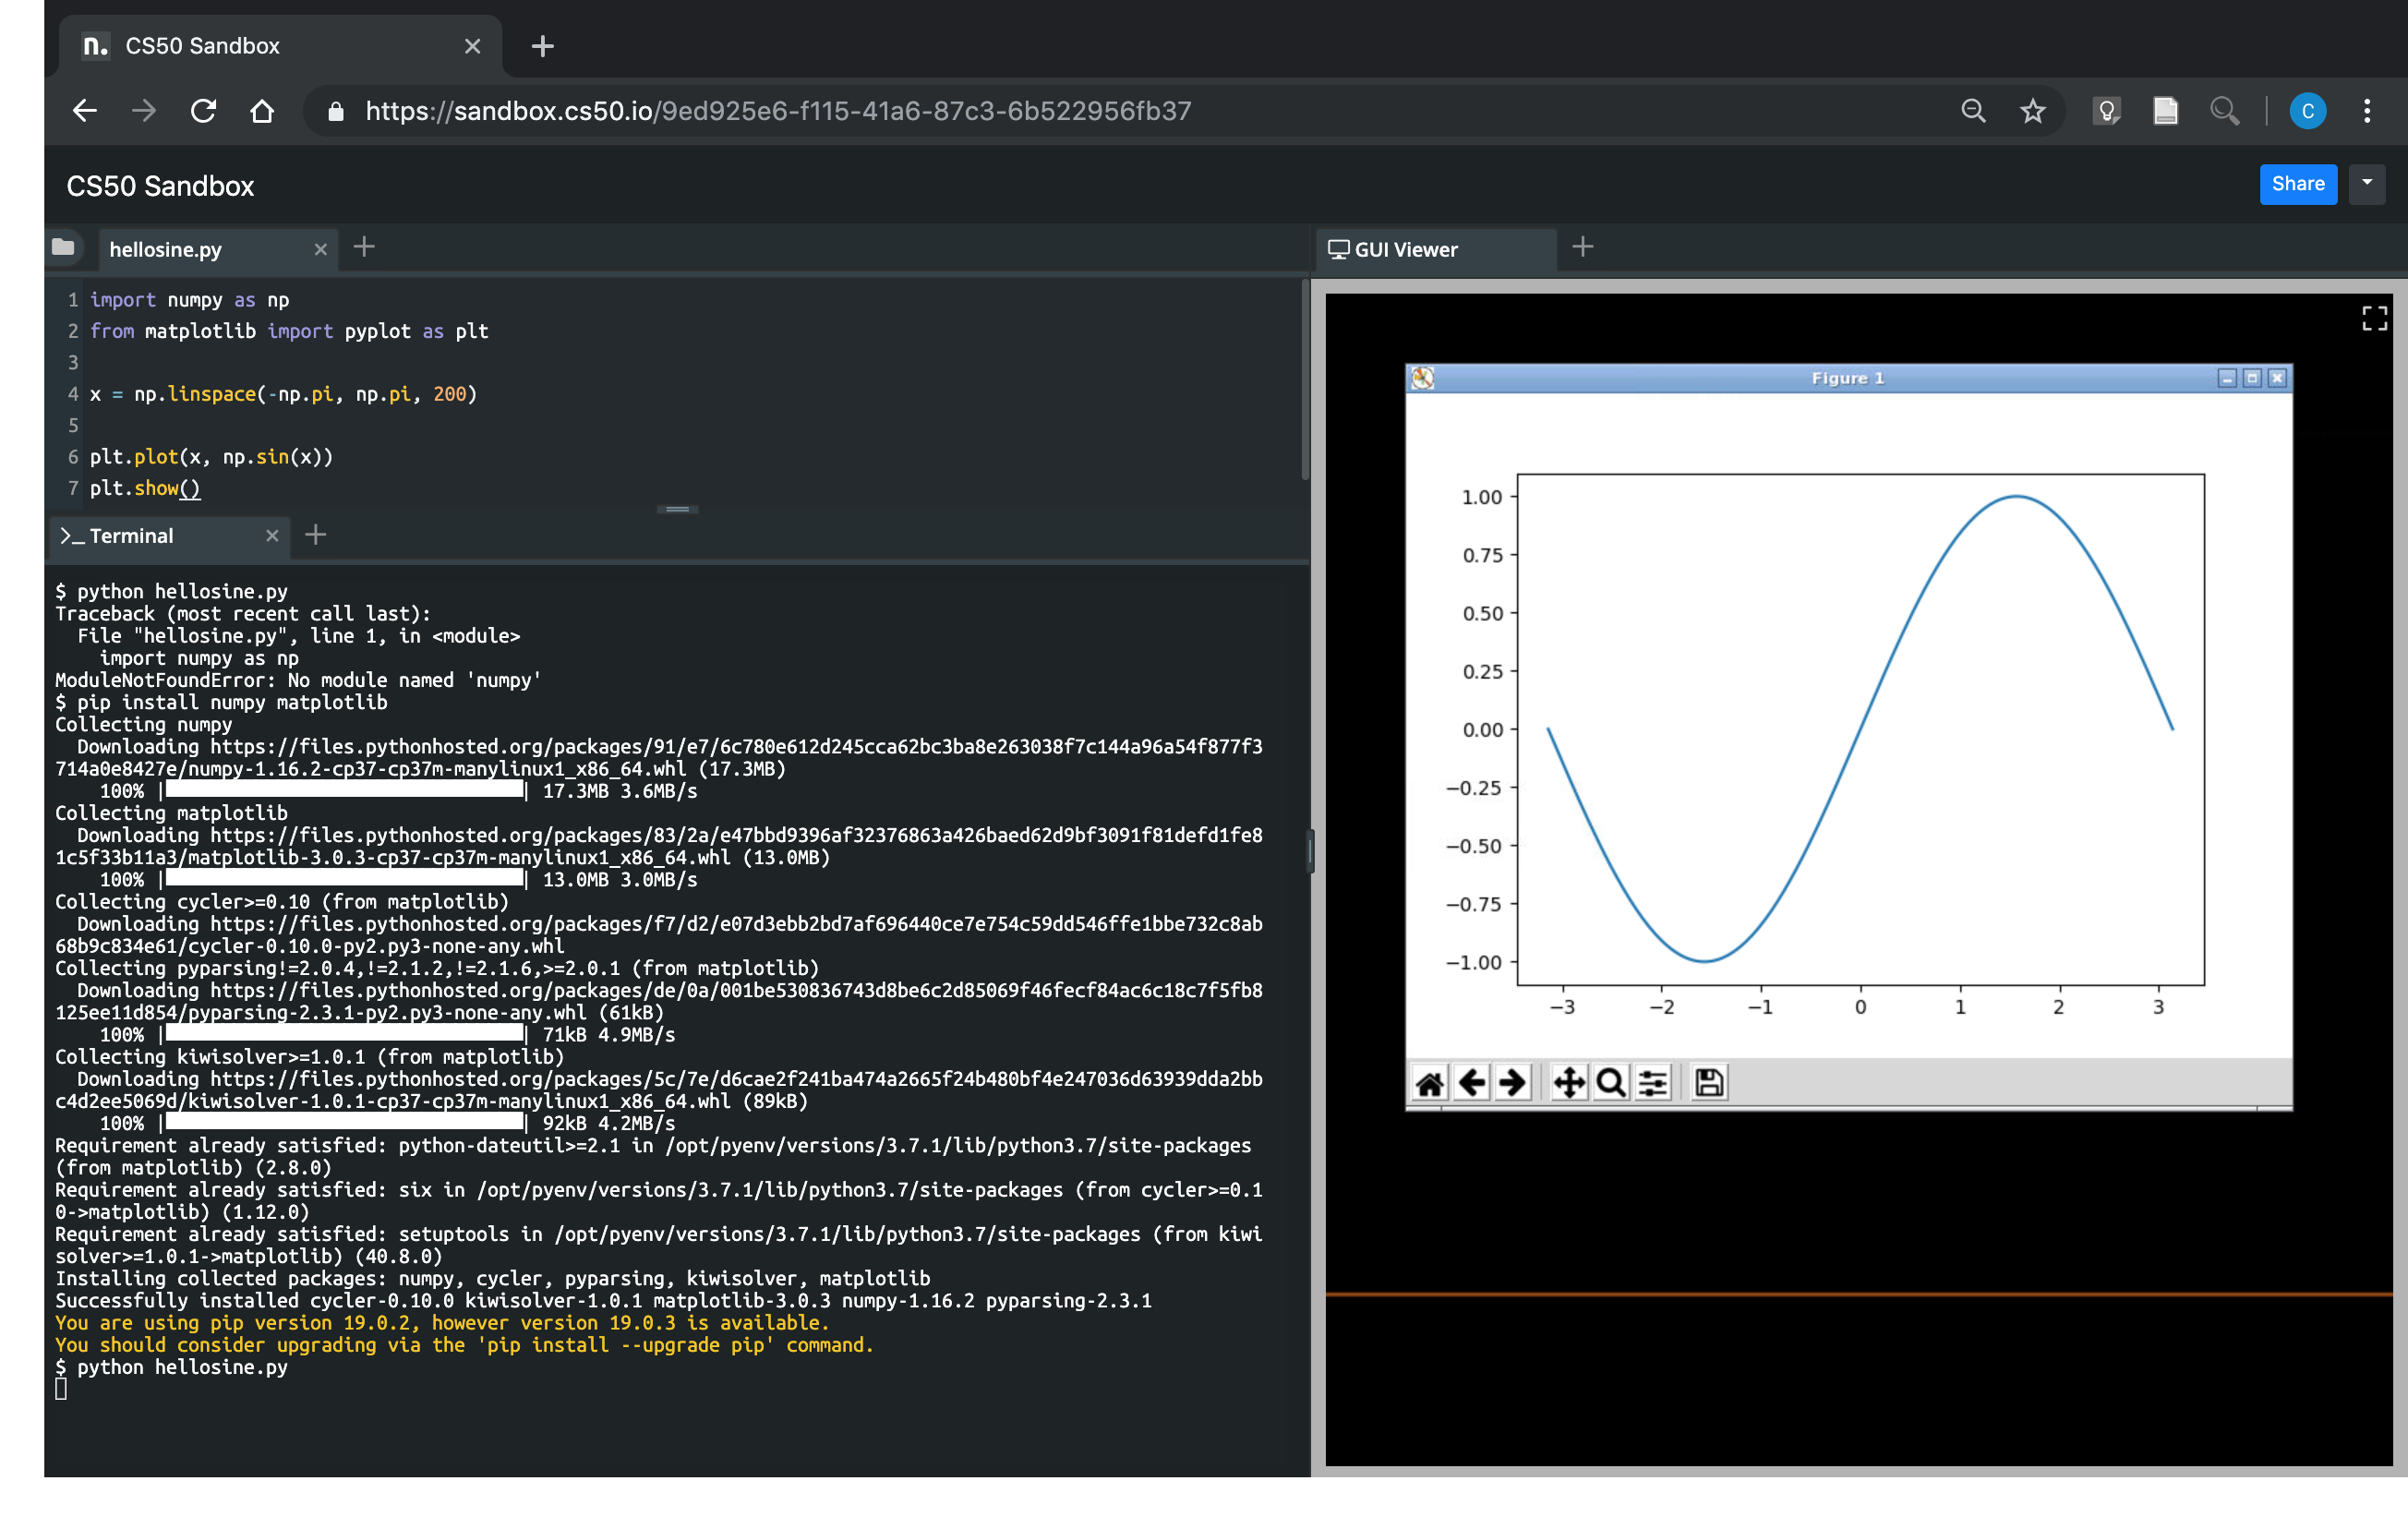 n. CS50 Sandbox
https://sandbox.cs50.io/9ed925e6-f115-41a6-87c3-6b522956fb37
C
CS50 Sandbox
Share
hellosine.py
1 import numpy as np
2 from matplotlib import pyplot as plt
3
4 x = np.linspace(-np.pi, np.pi, 200)
5
6 plt.plot(x, np.sin(x))
7 plt.show()
>_ Terminal
$ python hellosine.py
Traceback (most recent call last):
  File "hellosine.py", line 1, in <module>
    import numpy as np
ModuleNotFoundError: No module named 'numpy'
$ pip install numpy matplotlib
Collecting numpy
  Downloading https://files.pythonhosted.org/packages/91/e7/6c780e612d245cca62bc3ba8e263038f7c144a96a54f877f3
714a0e8427e/numpy-1.16.2-cp37-cp37m-manylinux1_x86_64.whl (17.3MB)
    100% || 17.3MB 3.6MB/s
Collecting matplotlib
  Downloading https://files.pythonhosted.org/packages/83/2a/e47bbd9396af32376863a426baed62d9bf3091f81defd1fe8
1c5f33b11a3/matplotlib-3.0.3-cp37-cp37m-manylinux1_x86_64.whl (13.0MB)
    100% || 13.0MB 3.0MB/s
Collecting cycler>=0.10 (from matplotlib)
  Downloading https://files.pythonhosted.org/packages/f7/d2/e07d3ebb2bd7af696440ce7e754c59dd546ffe1bbe732c8ab
68b9c834e61/cycler-0.10.0-py2.py3-none-any.whl
Collecting pyparsing!=2.0.4,!=2.1.2,!=2.1.6,>=2.0.1 (from matplotlib)
  Downloading https://files.pythonhosted.org/packages/de/0a/001be530836743d8be6c2d85069f46fecf84ac6c18c7f5fb8
125ee11d854/pyparsing-2.3.1-py2.py3-none-any.whl (61kB)
    100% || 71kB 4.9MB/s
Collecting kiwisolver>=1.0.1 (from matplotlib)
  Downloading https://files.pythonhosted.org/packages/5c/7e/d6cae2f241ba474a2665f24b480bf4e247036d63939dda2bb
c4d2ee5069d/kiwisolver-1.0.1-cp37-cp37m-manylinux1_x86_64.whl (89kB)
    100% || 92kB 4.2MB/s
Requirement already satisfied: python-dateutil>=2.1 in /opt/pyenv/versions/3.7.1/lib/python3.7/site-packages
(from matplotlib) (2.8.0)
Requirement already satisfied: six in /opt/pyenv/versions/3.7.1/lib/python3.7/site-packages (from cycler>=0.1
0->matplotlib) (1.12.0)
Requirement already satisfied: setuptools in /opt/pyenv/versions/3.7.1/lib/python3.7/site-packages (from kiwi
solver>=1.0.1->matplotlib) (40.8.0)
Installing collected packages: numpy, cycler, pyparsing, kiwisolver, matplotlib
Successfully installed cycler-0.10.0 kiwisolver-1.0.1 matplotlib-3.0.3 numpy-1.16.2 pyparsing-2.3.1
You are using pip version 19.0.2, however version 19.0.3 is available.
You should consider upgrading via the 'pip install --upgrade pip' command.
$ python hellosine.py
GUI Viewer
Figure 1
1.00
0.75
0.50
0.25
0.00
−0.25
−0.50
−0.75
−1.00
−3 −2 −1 0 1 2 3